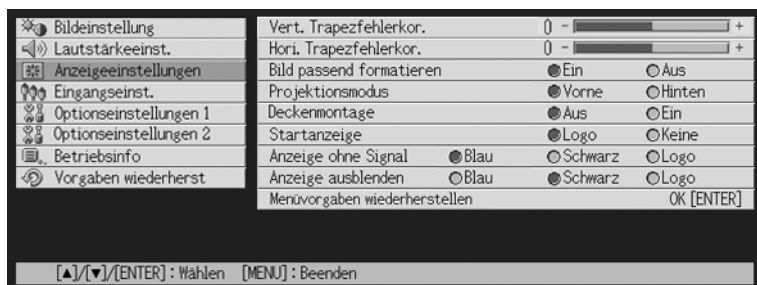 Bildeinstellung
Lautstärkeeinst.
Anzeigeeinstellungen
Eingangseinst.
Optionseinstellungen 1
Optionseinstellungen 2
Betriebsinfo
Vorgaben wiederherst
Vert. Trapezfehlerkor. 0 - +
Hori. Trapezfehlerkor. 0 - +
Bild passend formatieren Ein Aus
Projektionsmodus Vorne Hinten
Deckenmontage Aus Ein
Startanzeige Logo Keine
Anzeige ohne Signal Blau Schwarz Logo
Anzeige ausblenden Blau Schwarz Logo
Menüvorgaben wiederherstellen OK [ENTER]
[▲]/[▼]/[ENTER] : Wählen [MENU] : Beenden